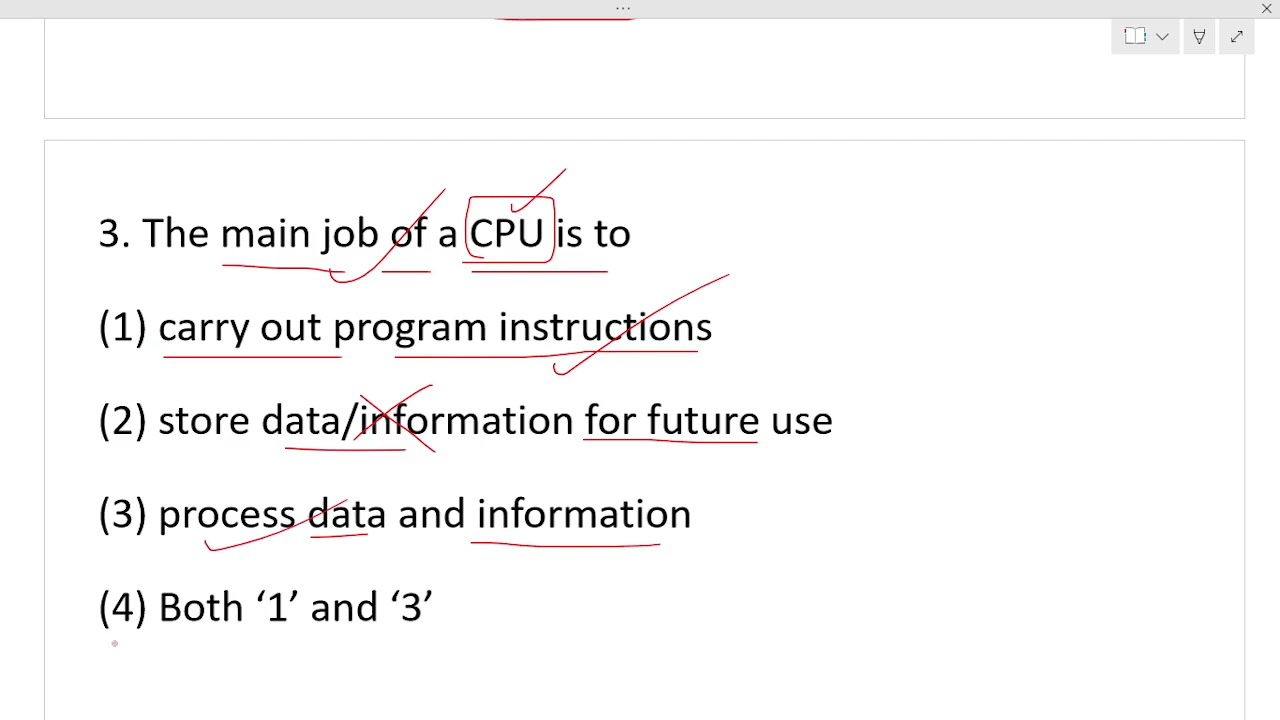 3. The main job of a CPU is to
(1) carry out program instructions
(2) store data/information for future use
(3) process data and information
(4) Both ‘1’ and ‘3’